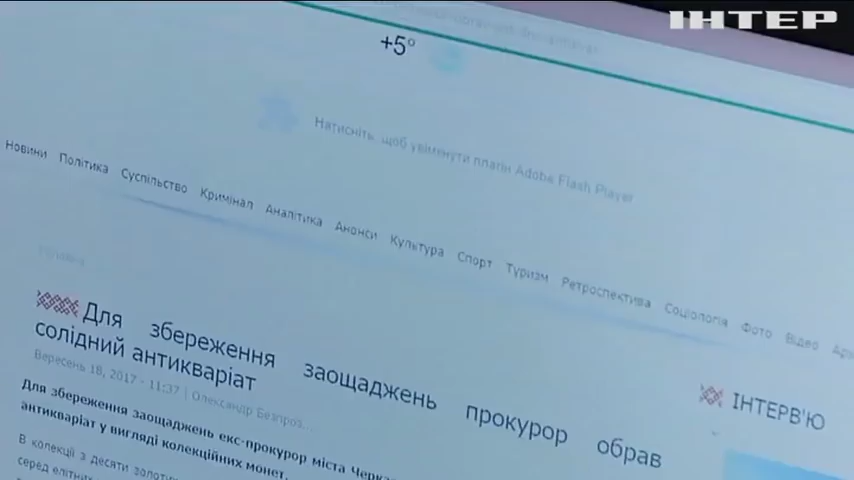 ІНТЕР
+5°
Натисніть, щоб увімкнути плагін Adobe Flash Player
Новини Політика Суспільство Кримінал Аналітика Анонси Культура Спорт Туризм Ретроспектива Соціологія Фото Відео
Для збереження заощаджень прокурор обрав
солідний антикваріат
Вересень 18, 2017 - 11:37 | Олександр
Для збереження заощаджень екс-прокурор міста
антикваріат у вигляді колекційних монет.
В колекції з десяти
серед елітних
ІНТЕРВ'Ю